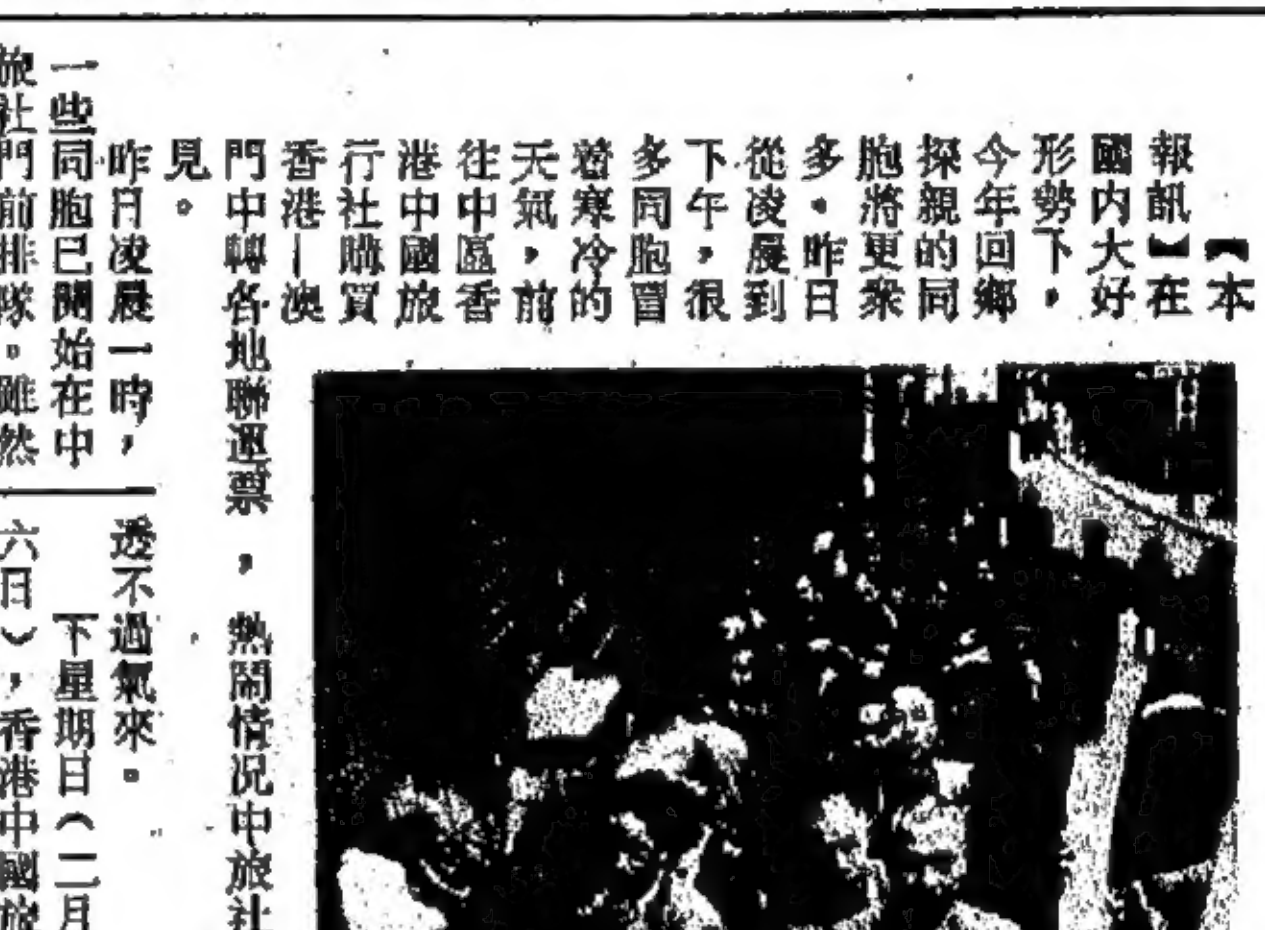 【本
報訊】在
國內大好
形勢下，
今年回鄉
探親的同
胞將更衆
多。昨日
從凌晨到
下午，很
多同胞冒
着寒冷的
天氣，前
往中區香
港中國旅
行社購買
香港—澳
門中轉各地聯運票，熱鬧情况中旅社
見。
昨日凌晨一時，
一些同胞已開始在中
旅社門前排隊。雖然
透不過氣來。
下星期日（二月
六日），香港中國旅